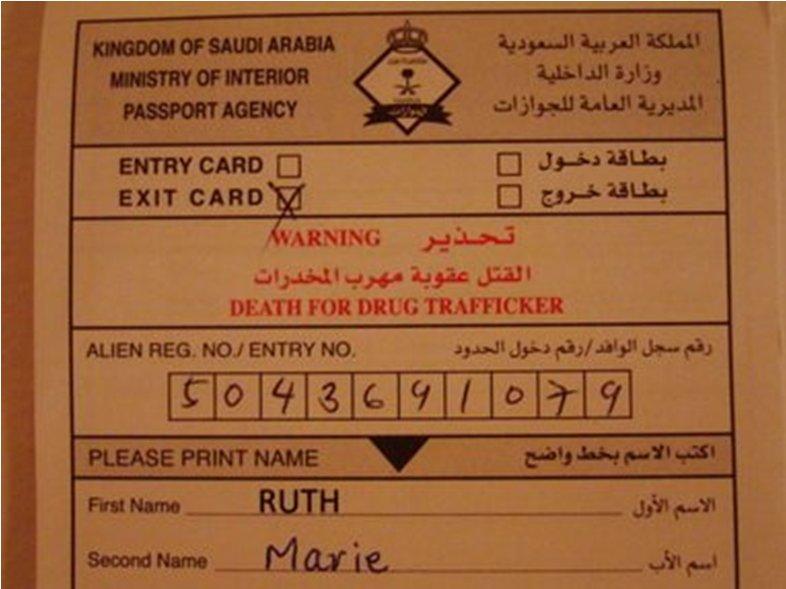 KINGDOM OF SAUDI ARABIA المملكة العربية السعودية
MINISTRY OF INTERIOR وزارة الداخلية
PASSPORT AGENCY المديرية العامة للجوازات
ENTRY CARD بطاقة دخول
EXIT CARD بطاقة خروج
WARNING تحذير
القتل عقوبة مهرب المخدرات
DEATH FOR DRUG TRAFFICKER
ALIEN REG. NO./ ENTRY NO. رقم سجل الوافد/رقم دخول الحدود
5043691079
PLEASE PRINT NAME اكتب الاسم بخط واضح
First Name RUTH الاسم الأول
Second Name Marie اسم الأب